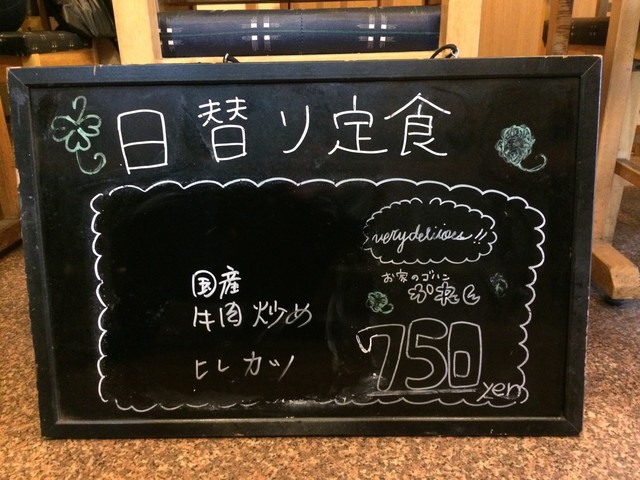 日替り定食
very delicoes!!
国産
牛肉 炒め
ヒレカツ
お家のゴハン
750
yen